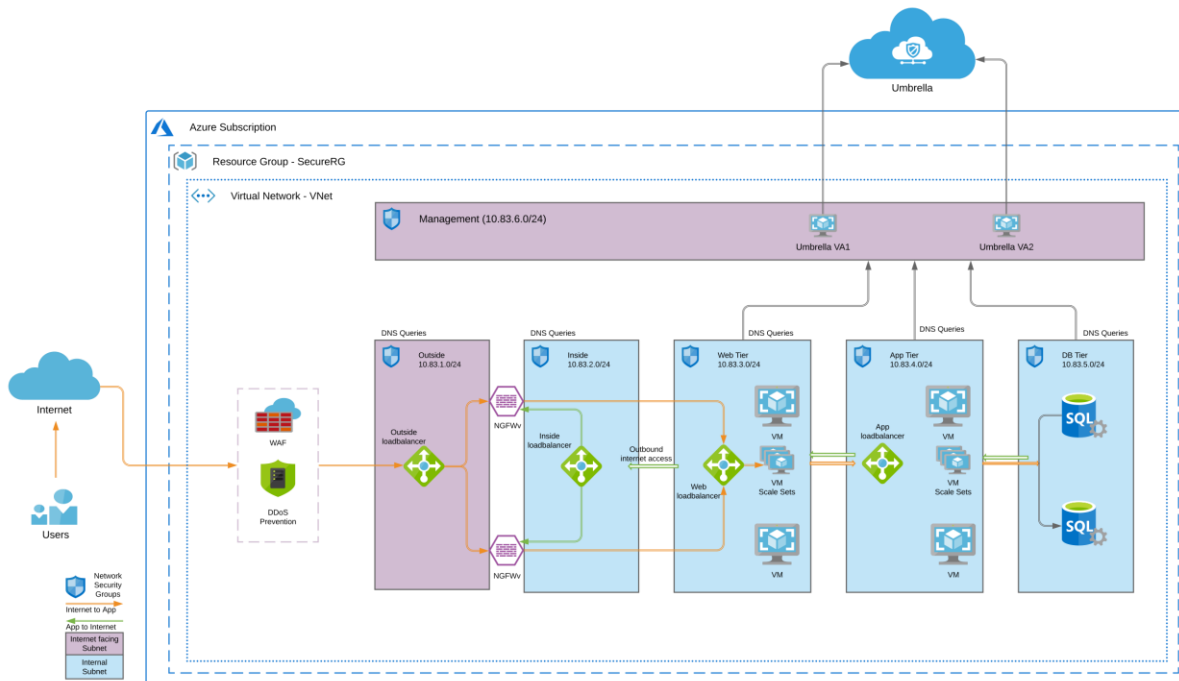 Umbrella
Azure Subscription
Resource Group - SecureRG
Virtual Network - VNet
Management (10.83.6.0/24)
Umbrella VA1
Umbrella VA2
DNS Queries
DNS Queries
DNS Queries
DNS Queries
DNS Queries
Outside
10.83.1.0/24
Inside
10.83.2.0/24
Web Tier
10.83.3.0/24
App Tier
10.83.4.0/24
DB Tier
10.83.5.0/24
Internet
Users
WAF
DDoS
Prevention
Outside
loadbalancer
NGFWv
NGFWv
Inside
loadbalancer
Outbound
internet access
Web
loadbalancer
VM
VM
Scale Sets
VM
App
loadbalancer
VM
VM
Scale Sets
VM
SQL
SQL
Network
Security
Groups
Internet to App
App to Internet
Internet facing
Subnet
Internal
Subnet